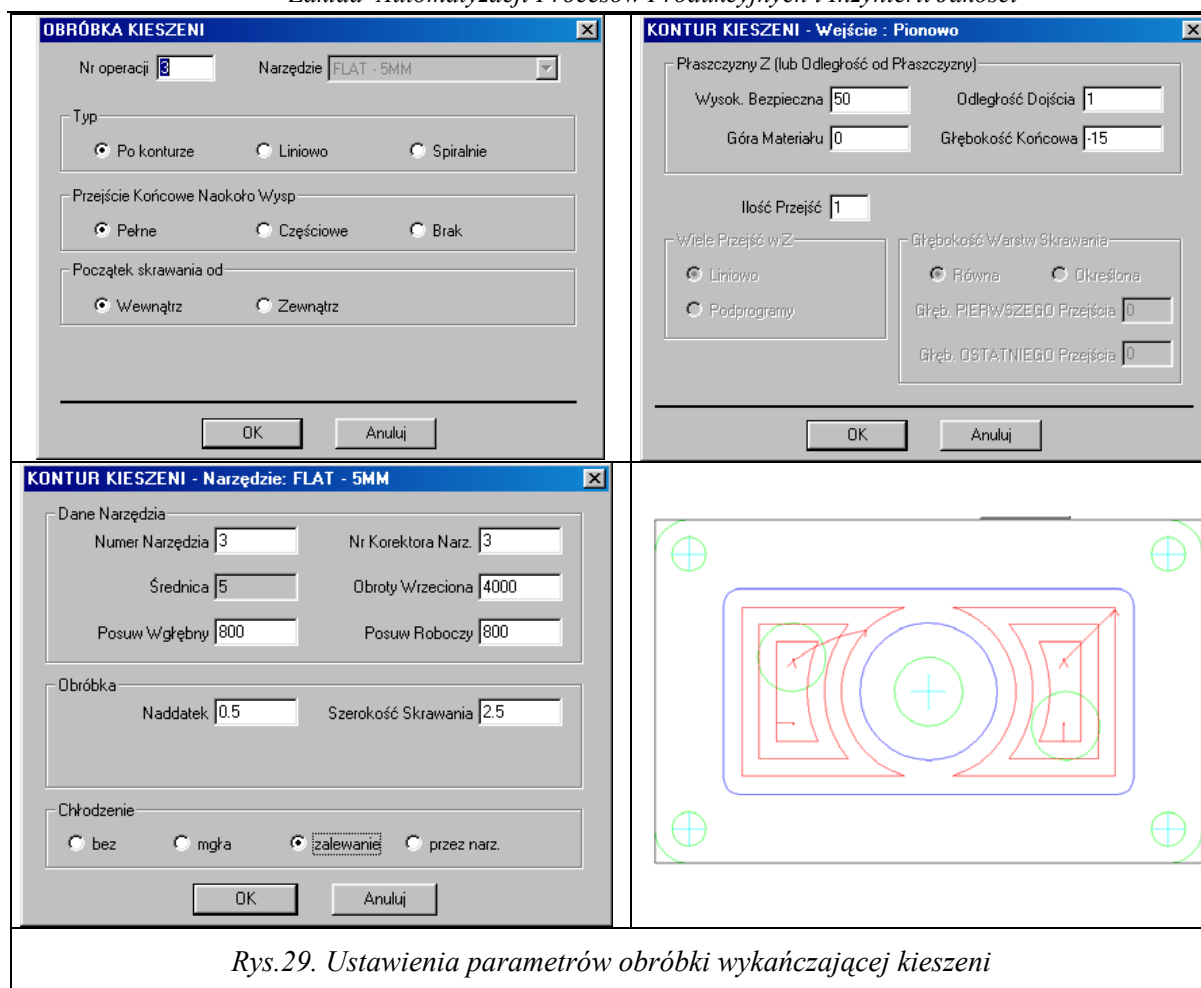 Zakład Automatyzacji Procesów Produkcyjnych i Inżynierii Jakości
OBRÓBKA KIESZENI
Nr operacji 3 Narzędzie FLAT - 5MM
Typ
Po konturze Liniowo Spiralnie
Przejście Końcowe Naokoło Wysp
Pełne Częściowe Brak
Początek skrawania od
Wewnątrz Zewnątrz
OK Anuluj
KONTUR KIESZENI - Wejście : Pionowo
Płaszczyzny Z (lub Odległość od Płaszczyzny)
Wysok. Bezpieczna 50 Odległość Dojścia 1
Góra Materiału 0 Głębokość Końcowa -15
Ilość Przejść 1
Wiele Przejść w Z Głębokość Warstw Skrawania
Liniowo Równa Określona
Podprogramy Głęb. PIERWSZEGO Przejścia 0
Głęb. OSTATNIEGO Przejścia 0
OK Anuluj
KONTUR KIESZENI - Narzędzie: FLAT - 5MM
Dane Narzędzia
Numer Narzędzia 3 Nr Korektora Narz. 3
Średnica 5 Obroty Wrzeciona 4000
Posuw Wgłębny 800 Posuw Roboczy 800
Obróbka
Naddatek 0.5 Szerokość Skrawania 2.5
Chłodzenie
bez mgła zalewanie przez narz.
OK Anuluj
Rys.29. Ustawienia parametrów obróbki wykańczającej kieszeni